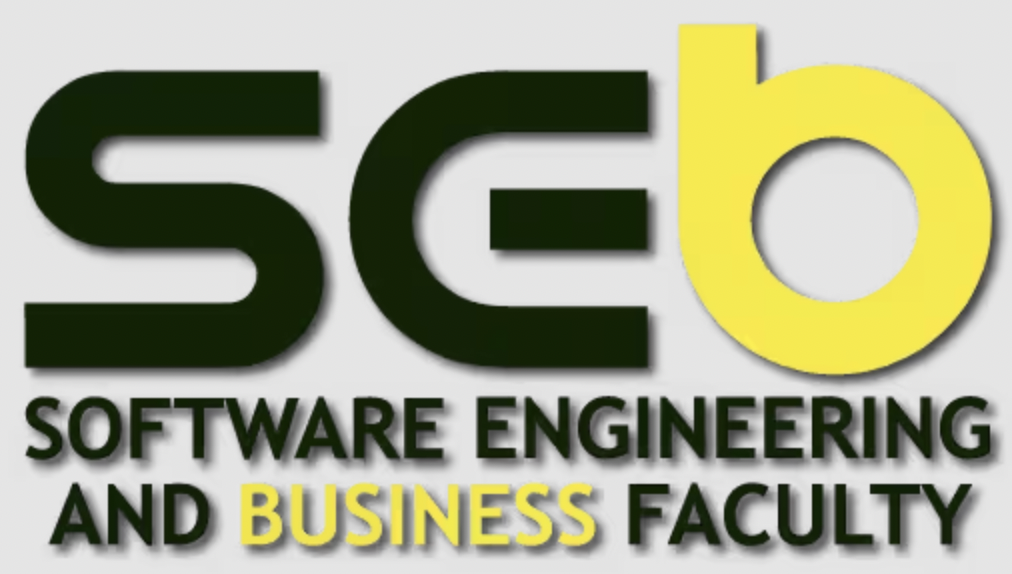 SEb
SOFTWARE ENGINEERING
AND BUSINESS FACULTY